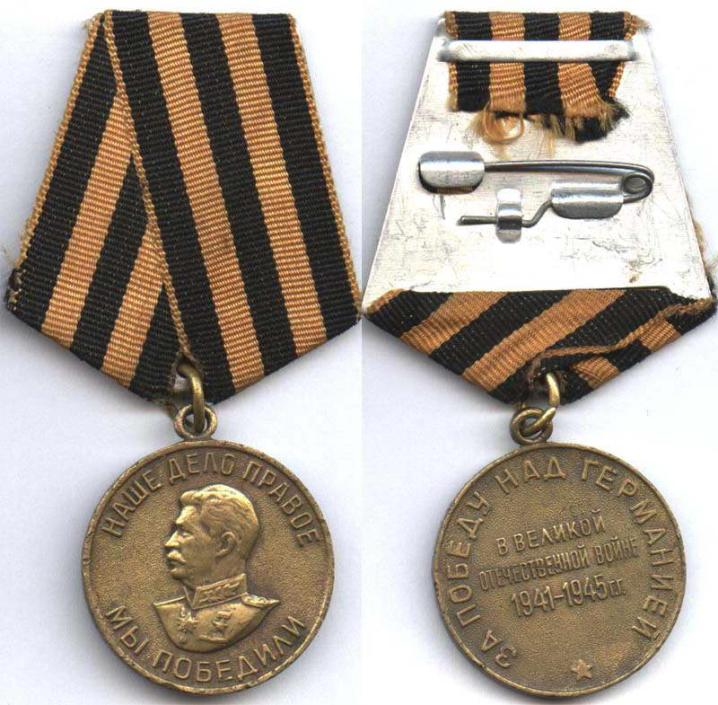 НАШЕ ДЕЛО ПРАВОЕ
МЫ ПОБЕДИЛИ
ЗА ПОБЕДУ НАД ГЕРМАНИЕЙ
В ВЕЛИКОЙ
ОТЕЧЕСТВЕННОЙ ВОЙНЕ
1941-1945 гг.